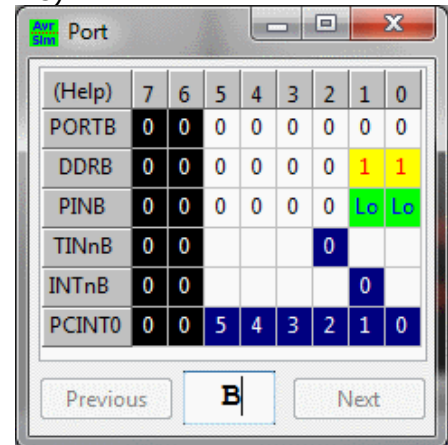 Avr Sim Port
(Help) 7 6 5 4 3 2 1 0
PORTB 0 0 0 0 0 0 0 0
DDRB 0 0 0 0 0 0 1 1
PINB 0 0 0 0 0 0 Lo Lo
TINnB 0 0 0
INTnB 0 0 0
PCINT0 0 0 5 4 3 2 1 0
Previous B Next